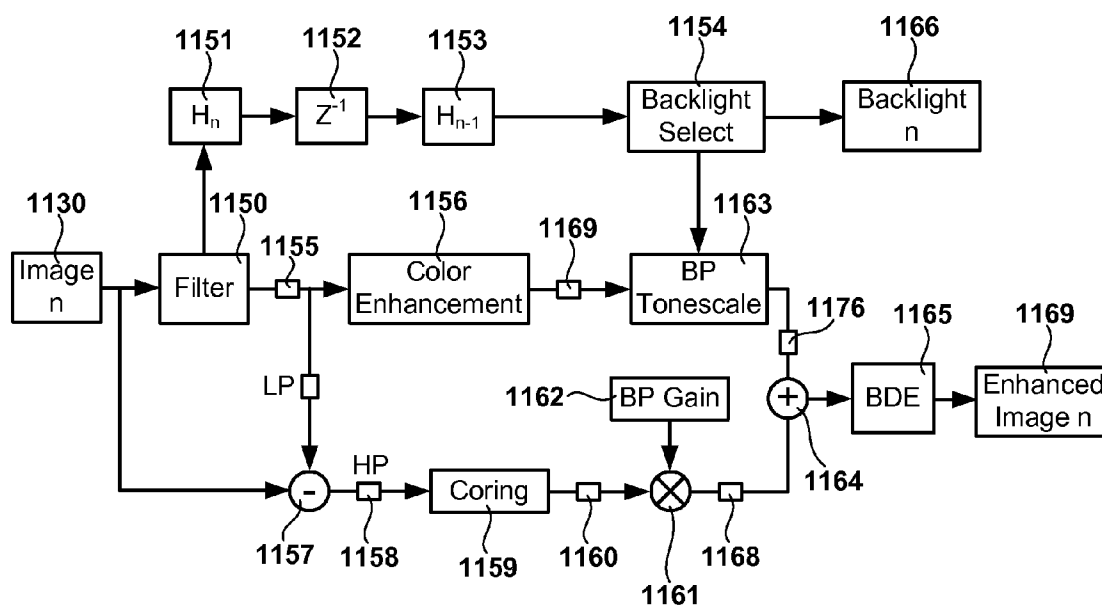 1151
1152
1153
1154
1166
H_n
Z^-1
H_n-1
Backlight
Select
Backlight
n
1130
1150
1155
1156
1169
1163
Image
n
Filter
Color
Enhancement
BP
Tonescale
1176
1165
1169
LP
1162
BP Gain
+
BDE
Enhanced
Image n
1164
HP
-
Coring
1157
1158
1159
1160
1161
1168